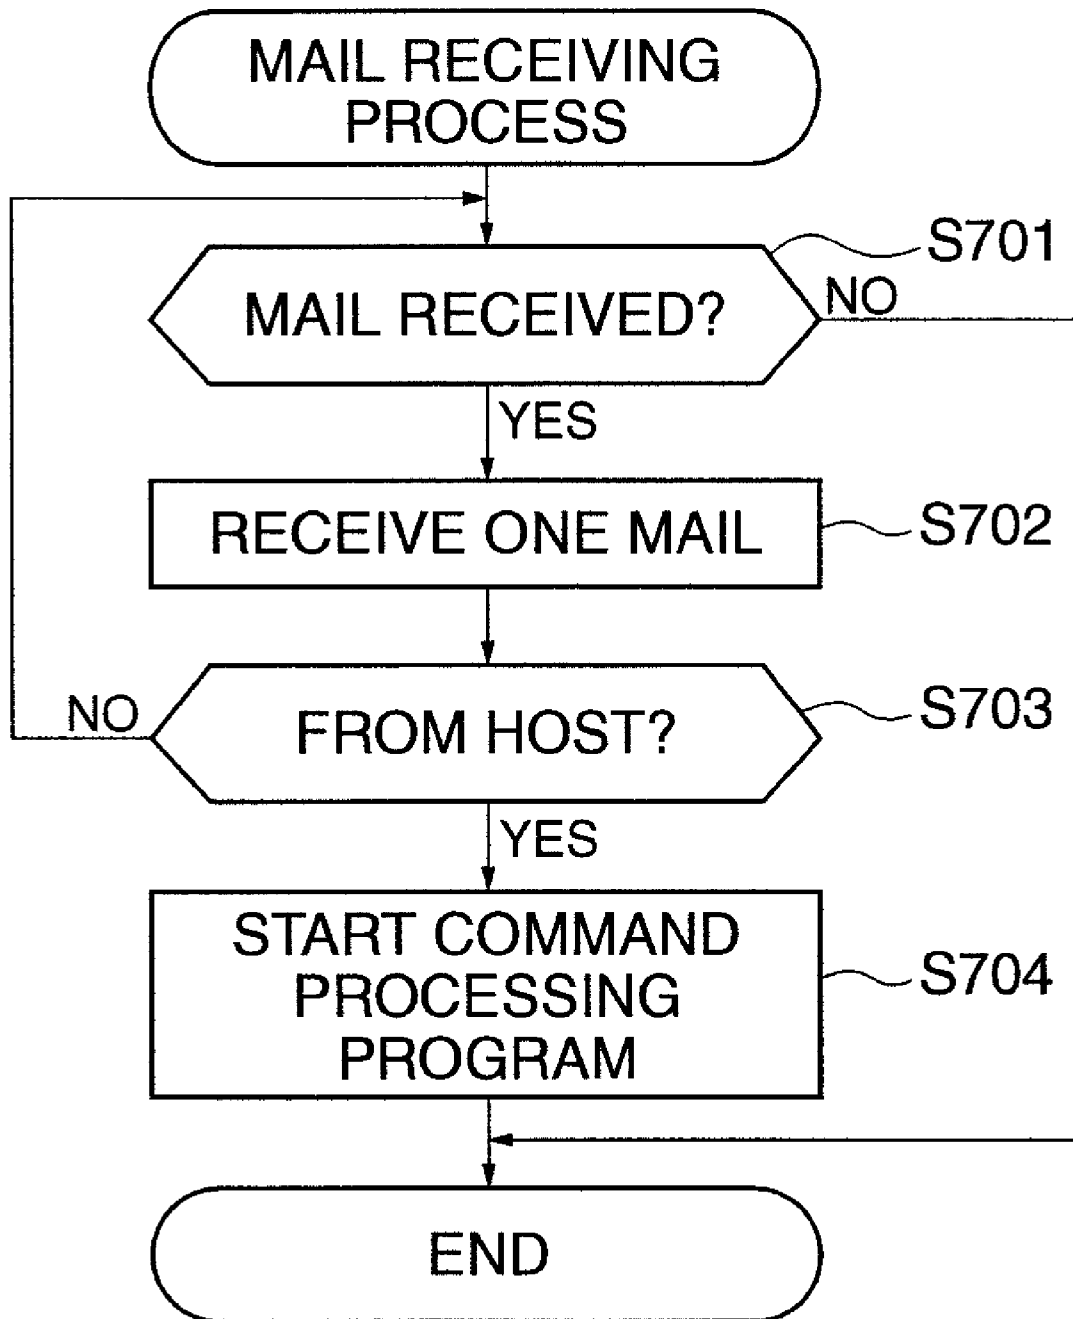 MAIL RECEIVING
PROCESS
S701
MAIL RECEIVED?
NO
YES
RECEIVE ONE MAIL
S702
NO
FROM HOST?
S703
YES
START COMMAND
PROCESSING
PROGRAM
S704
END